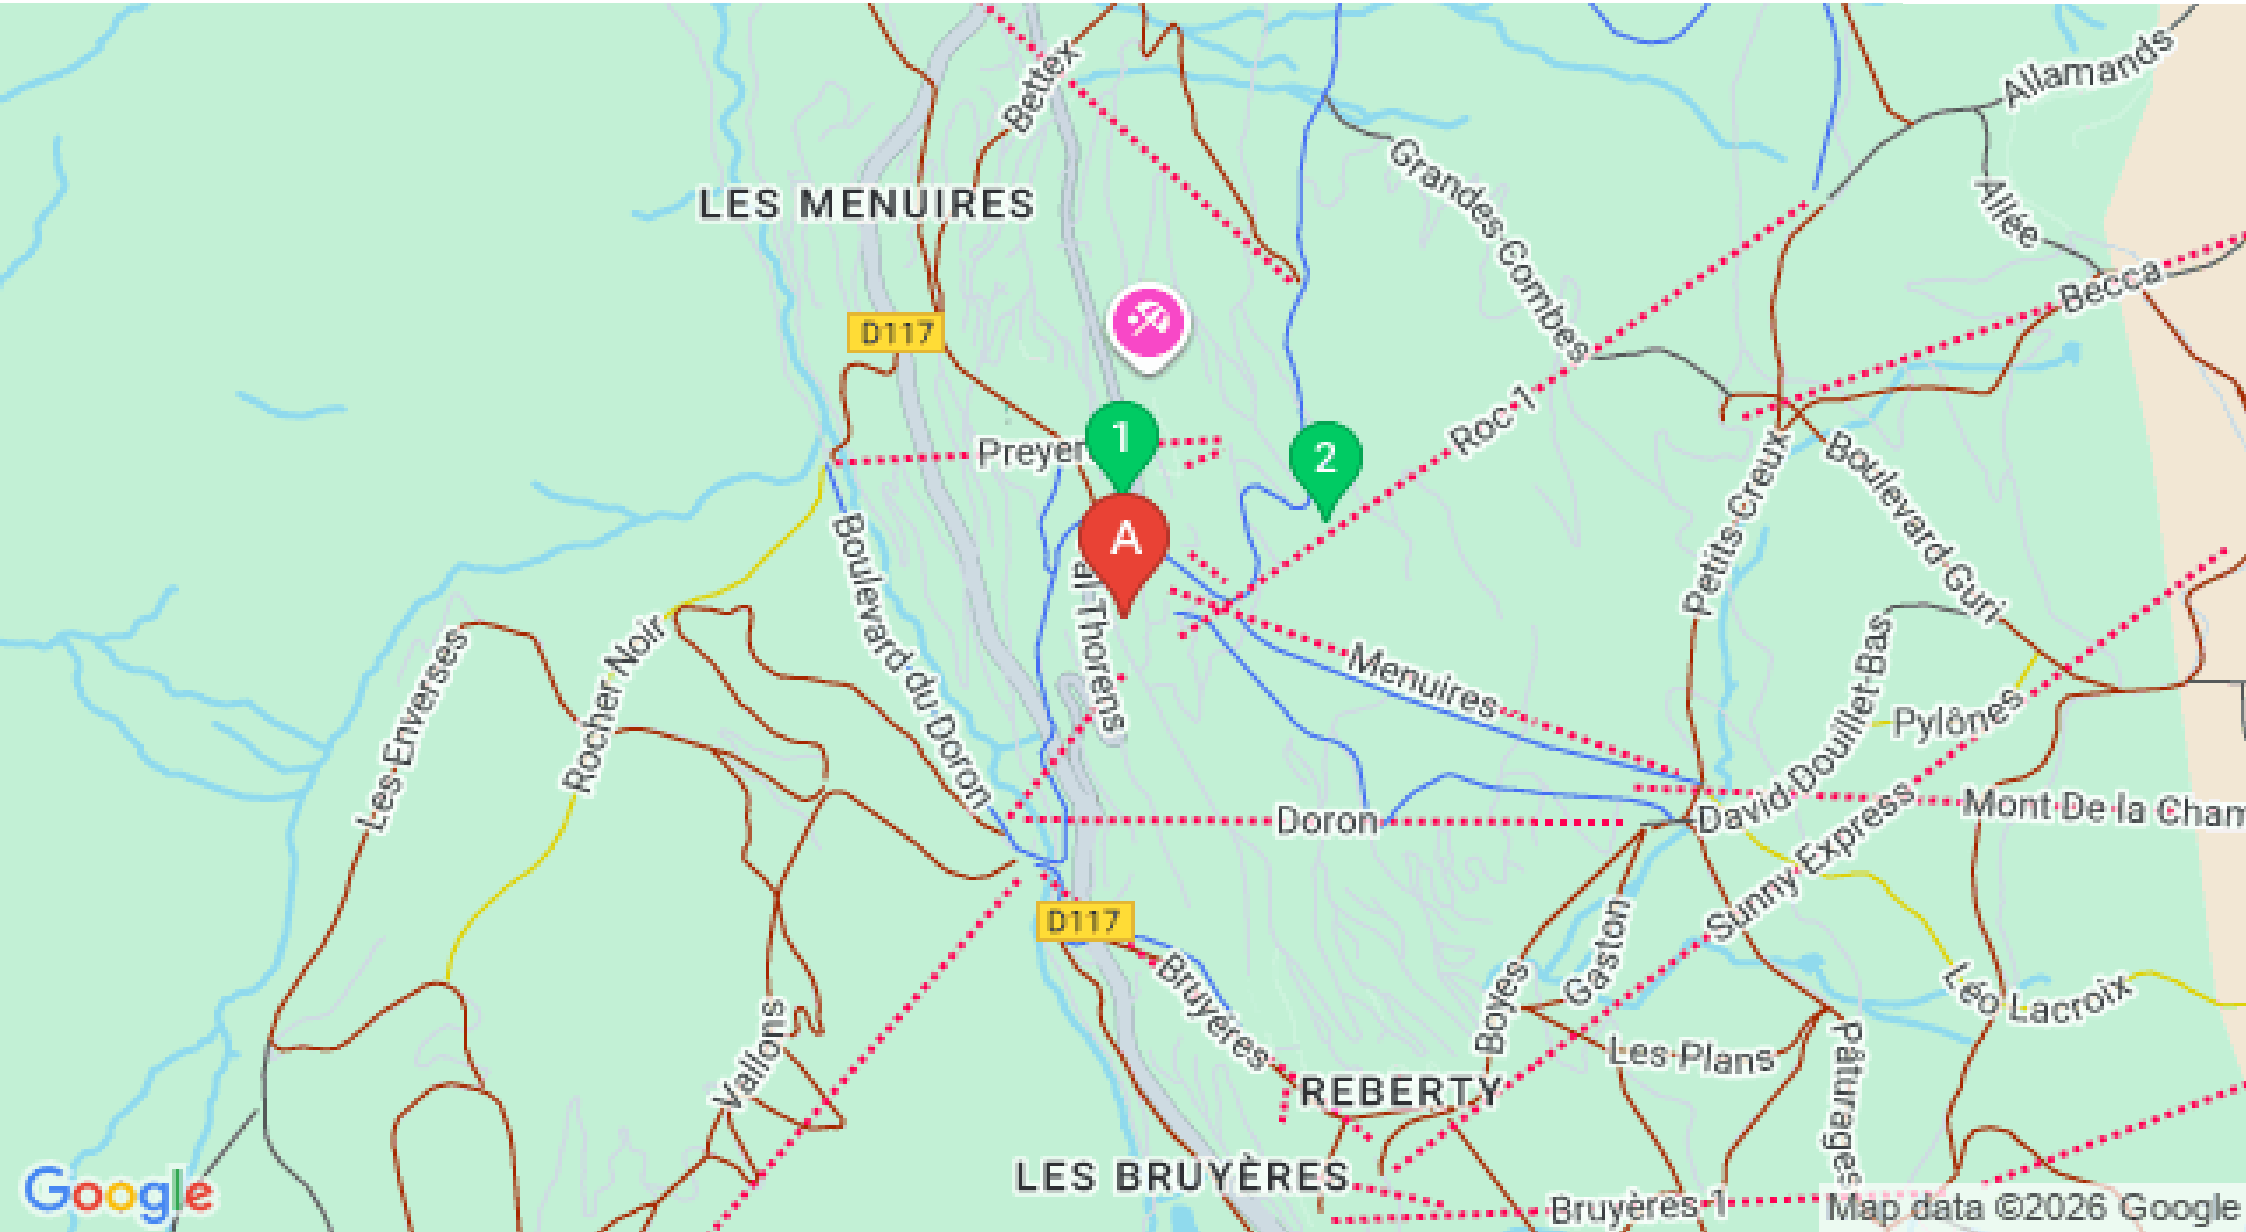 Bettex
Allamands
LES MENUIRES
Grandes Combes
Allée
Becca
D117
Roc 1
Preyer
1
2
A
Boulevard du Doron
Petits Creux
Boulevard Guri
Les Enverses
Rocher Noir
Thorens
Menuires
David Douillet Bas
Pylônes
Doron
Sunny Express
Mont De la Cham
D117
Bruyères
Gaston
Boyes
Léo Lacroix
Vallons
Les Plans
Pâturages
REBERTY
LES BRUYÈRES
Bruyères 1
Google
Map data ©2026 Google